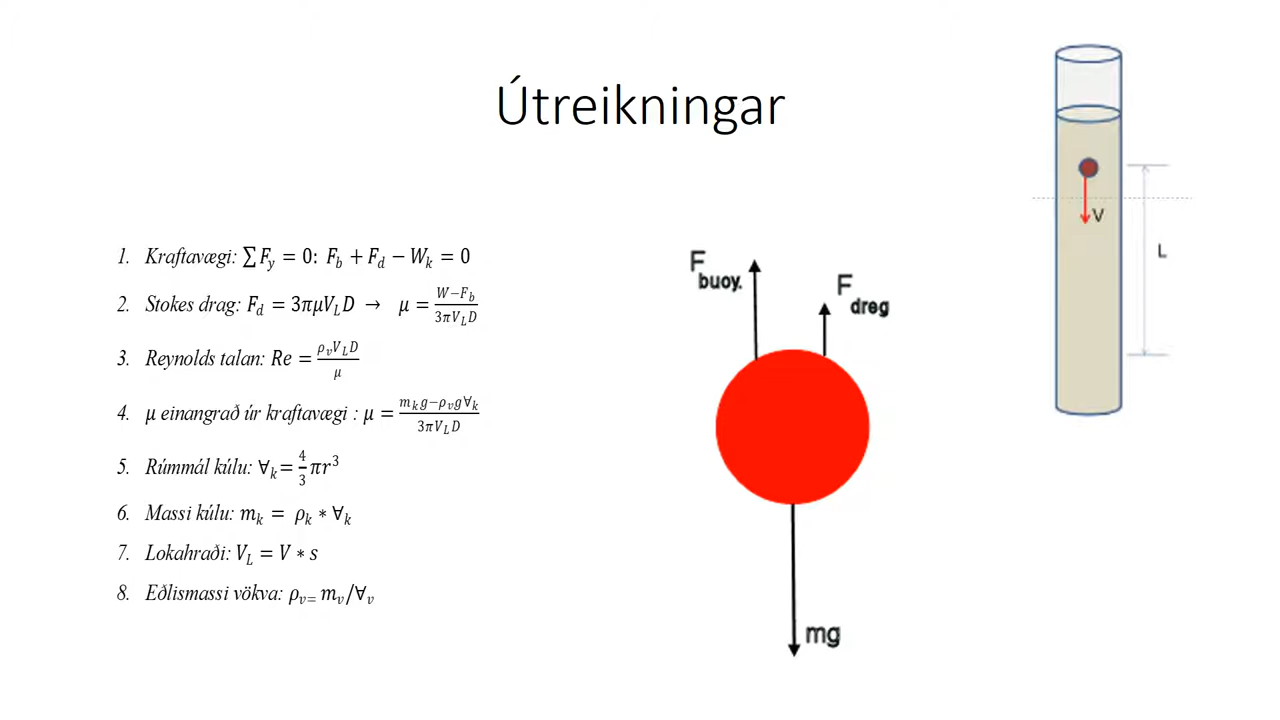 Útreikningar
1. Kraftavægi: ∑F_y = 0: F_b + F_d − W_k = 0
2. Stokes drag: F_d = 3πμV_L D → μ = (W−F_b)/(3πV_L D)
3. Reynolds talan: Re = (ρ_v V_L D)/μ
4. μ einangrað úr kraftavægi : μ = (m_k g−ρ_v g∀_k)/(3πV_L D)
5. Rúmmál kúlu: ∀_k= 4/3 πr³
6. Massi kúlu: m_k = ρ_k * ∀_k
7. Lokahraði: V_L = V * s
8. Eðlismassi vökva: ρ_v= m_v/∀_v
F buoy.
F dreg
mg
V
L